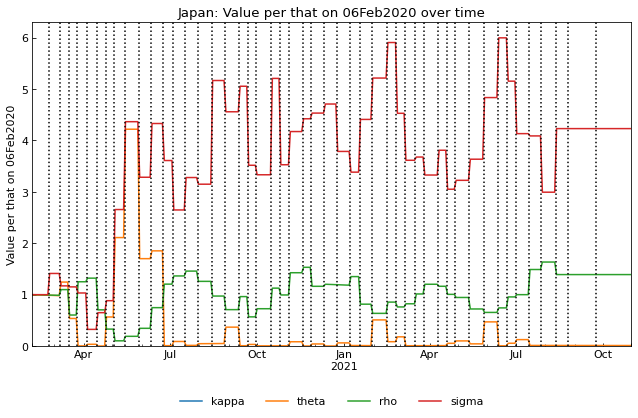 Japan: Value per that on 06Feb2020 over time
Value per that on 06Feb2020
6
5
4
3
2
1
0
Apr
Jul
Oct
Jan
2021
Apr
Jul
Oct
kappa
theta
rho
sigma